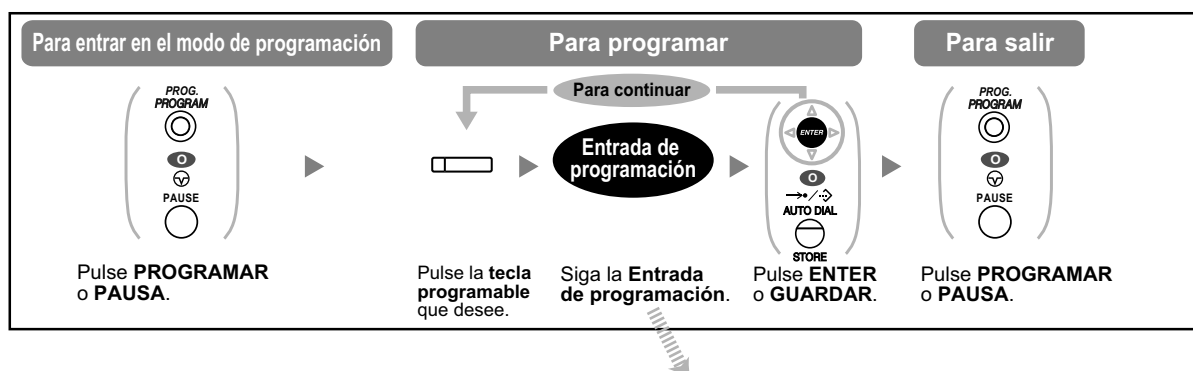 Para entrar en el modo de programación
Para programar
Para salir
Para continuar
PROG.
PROGRAM
O
PAUSE
Entrada de
programación
ENTER
O
AUTO DIAL
STORE
PROG.
PROGRAM
O
PAUSE
Pulse PROGRAMAR
o PAUSA.
Pulse la tecla
programable
que desee.
Siga la Entrada
de programación.
Pulse ENTER
o GUARDAR.
Pulse PROGRAMAR
o PAUSA.